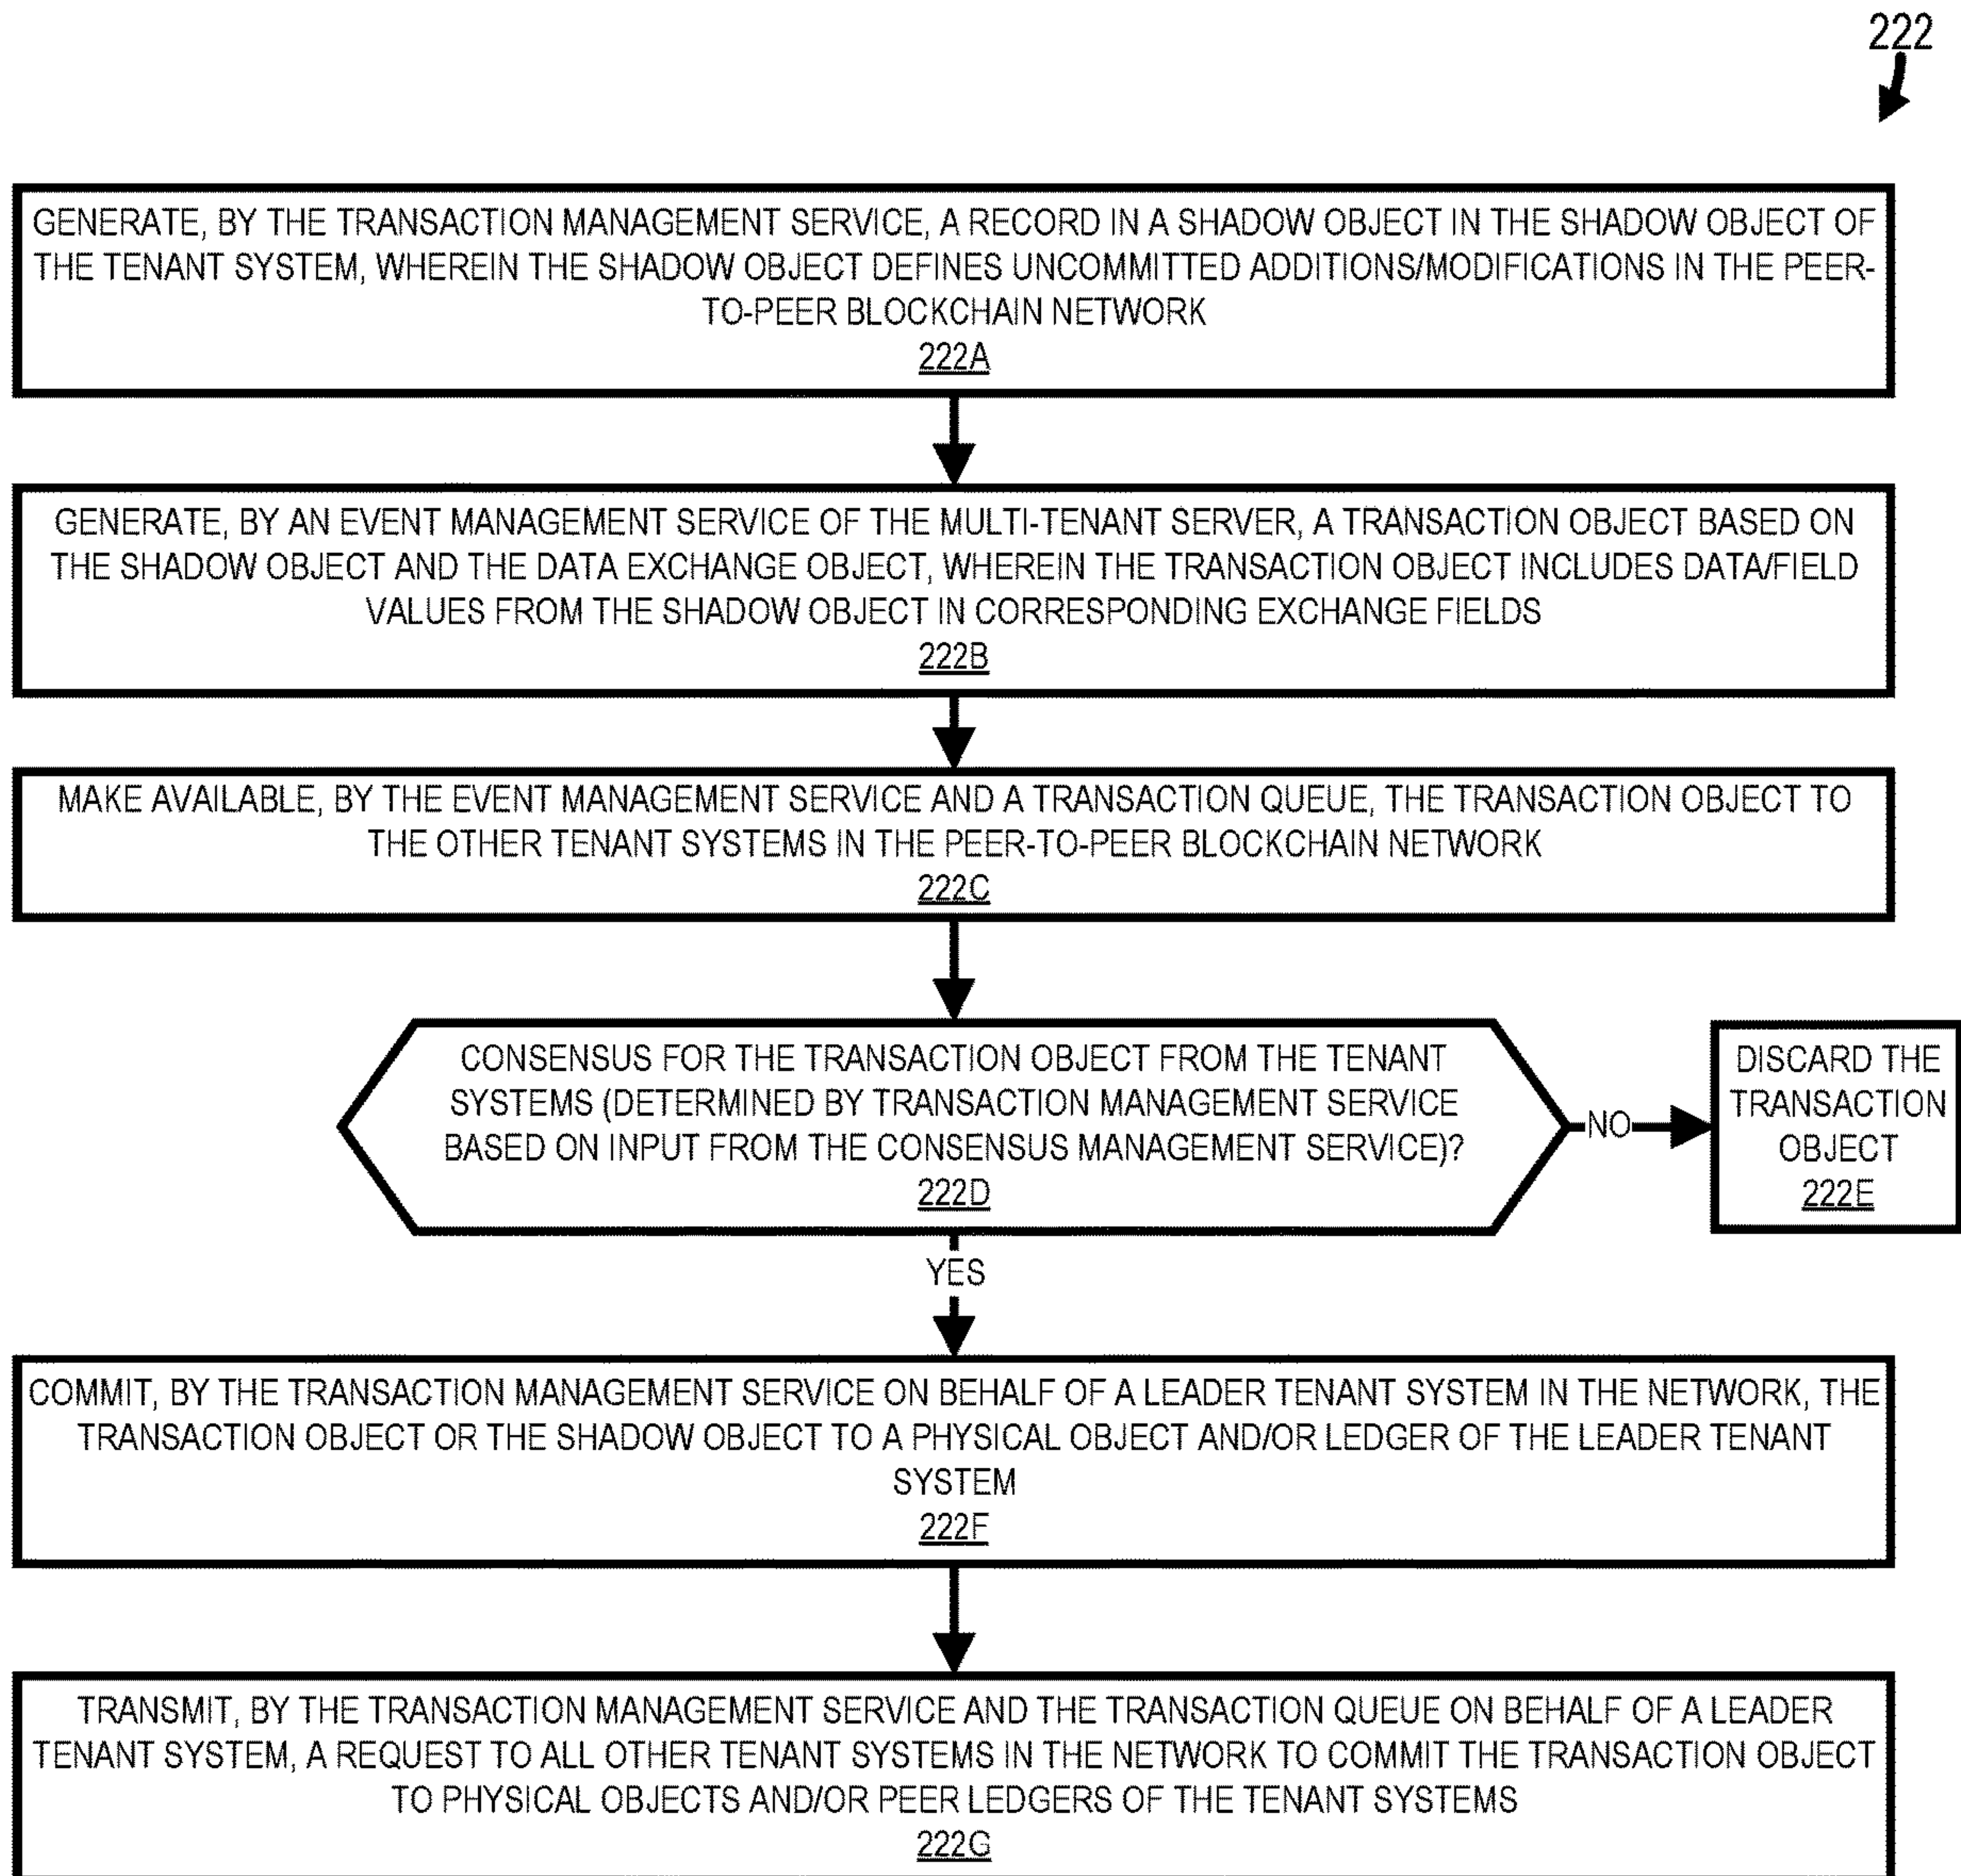 222
GENERATE, BY THE TRANSACTION MANAGEMENT SERVICE, A RECORD IN A SHADOW OBJECT IN THE SHADOW OBJECT OF
THE TENANT SYSTEM, WHEREIN THE SHADOW OBJECT DEFINES UNCOMMITTED ADDITIONS/MODIFICATIONS IN THE PEER-
TO-PEER BLOCKCHAIN NETWORK
222A
GENERATE, BY AN EVENT MANAGEMENT SERVICE OF THE MULTI-TENANT SERVER, A TRANSACTION OBJECT BASED ON
THE SHADOW OBJECT AND THE DATA EXCHANGE OBJECT, WHEREIN THE TRANSACTION OBJECT INCLUDES DATA/FIELD
VALUES FROM THE SHADOW OBJECT IN CORRESPONDING EXCHANGE FIELDS
222B
MAKE AVAILABLE, BY THE EVENT MANAGEMENT SERVICE AND A TRANSACTION QUEUE, THE TRANSACTION OBJECT TO
THE OTHER TENANT SYSTEMS IN THE PEER-TO-PEER BLOCKCHAIN NETWORK
222C
CONSENSUS FOR THE TRANSACTION OBJECT FROM THE TENANT
SYSTEMS (DETERMINED BY TRANSACTION MANAGEMENT SERVICE
BASED ON INPUT FROM THE CONSENSUS MANAGEMENT SERVICE)?
222D
NO
DISCARD THE
TRANSACTION
OBJECT
222E
YES
COMMIT, BY THE TRANSACTION MANAGEMENT SERVICE ON BEHALF OF A LEADER TENANT SYSTEM IN THE NETWORK, THE
TRANSACTION OBJECT OR THE SHADOW OBJECT TO A PHYSICAL OBJECT AND/OR LEDGER OF THE LEADER TENANT
SYSTEM
222F
TRANSMIT, BY THE TRANSACTION MANAGEMENT SERVICE AND THE TRANSACTION QUEUE ON BEHALF OF A LEADER
TENANT SYSTEM, A REQUEST TO ALL OTHER TENANT SYSTEMS IN THE NETWORK TO COMMIT THE TRANSACTION OBJECT
TO PHYSICAL OBJECTS AND/OR PEER LEDGERS OF THE TENANT SYSTEMS
222G